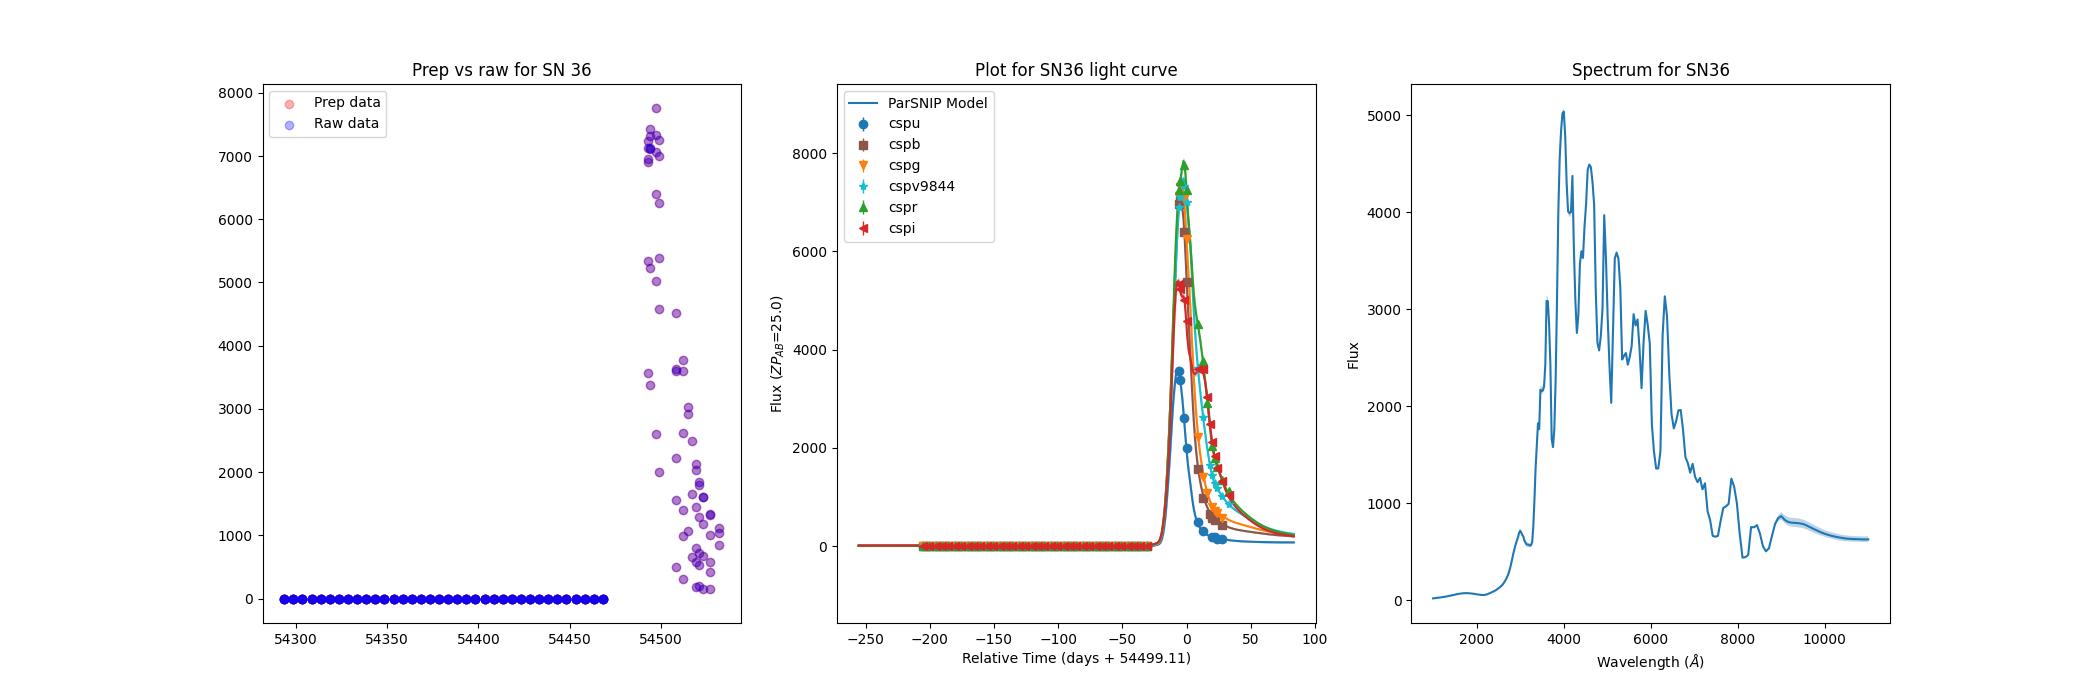 Prep vs raw for SN 36
Prep data
Raw data
8000
7000
6000
5000
4000
3000
2000
1000
0
54300
54350
54400
54450
54500
Plot for SN36 light curve
ParSNIP Model
cspu
cspb
cspg
cspv9844
cspr
cspi
Flux (ZP_AB=25.0)
8000
6000
4000
2000
0
−250
−200
−150
−100
−50
0
50
100
Relative Time (days + 54499.11)
Spectrum for SN36
Flux
5000
4000
3000
2000
1000
0
2000
4000
6000
8000
10000
Wavelength (Å)